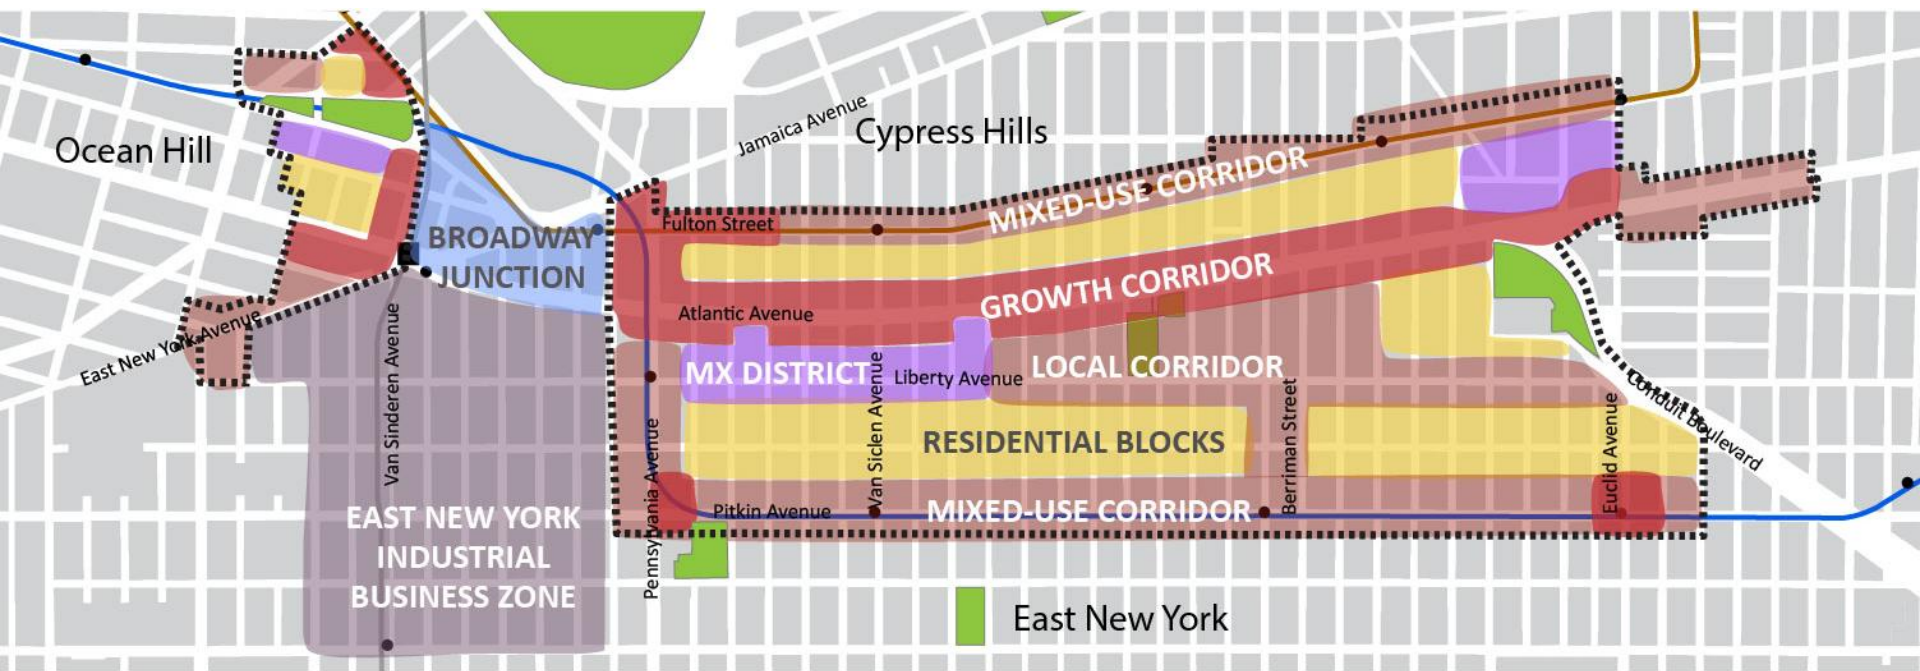 Ocean Hill
Jamaica Avenue
Cypress Hills
MIXED-USE CORRIDOR
Fulton Street
BROADWAY
JUNCTION
GROWTH CORRIDOR
Atlantic Avenue
East New York Avenue
Van Sinderen Avenue
MX DISTRICT
Van Siclen Avenue
Liberty Avenue
LOCAL CORRIDOR
Berriman Street
Conduit Boulevard
Euclid Avenue
RESIDENTIAL BLOCKS
Pennsylvania Avenue
Pitkin Avenue
MIXED-USE CORRIDOR
EAST NEW YORK
INDUSTRIAL
BUSINESS ZONE
East New York